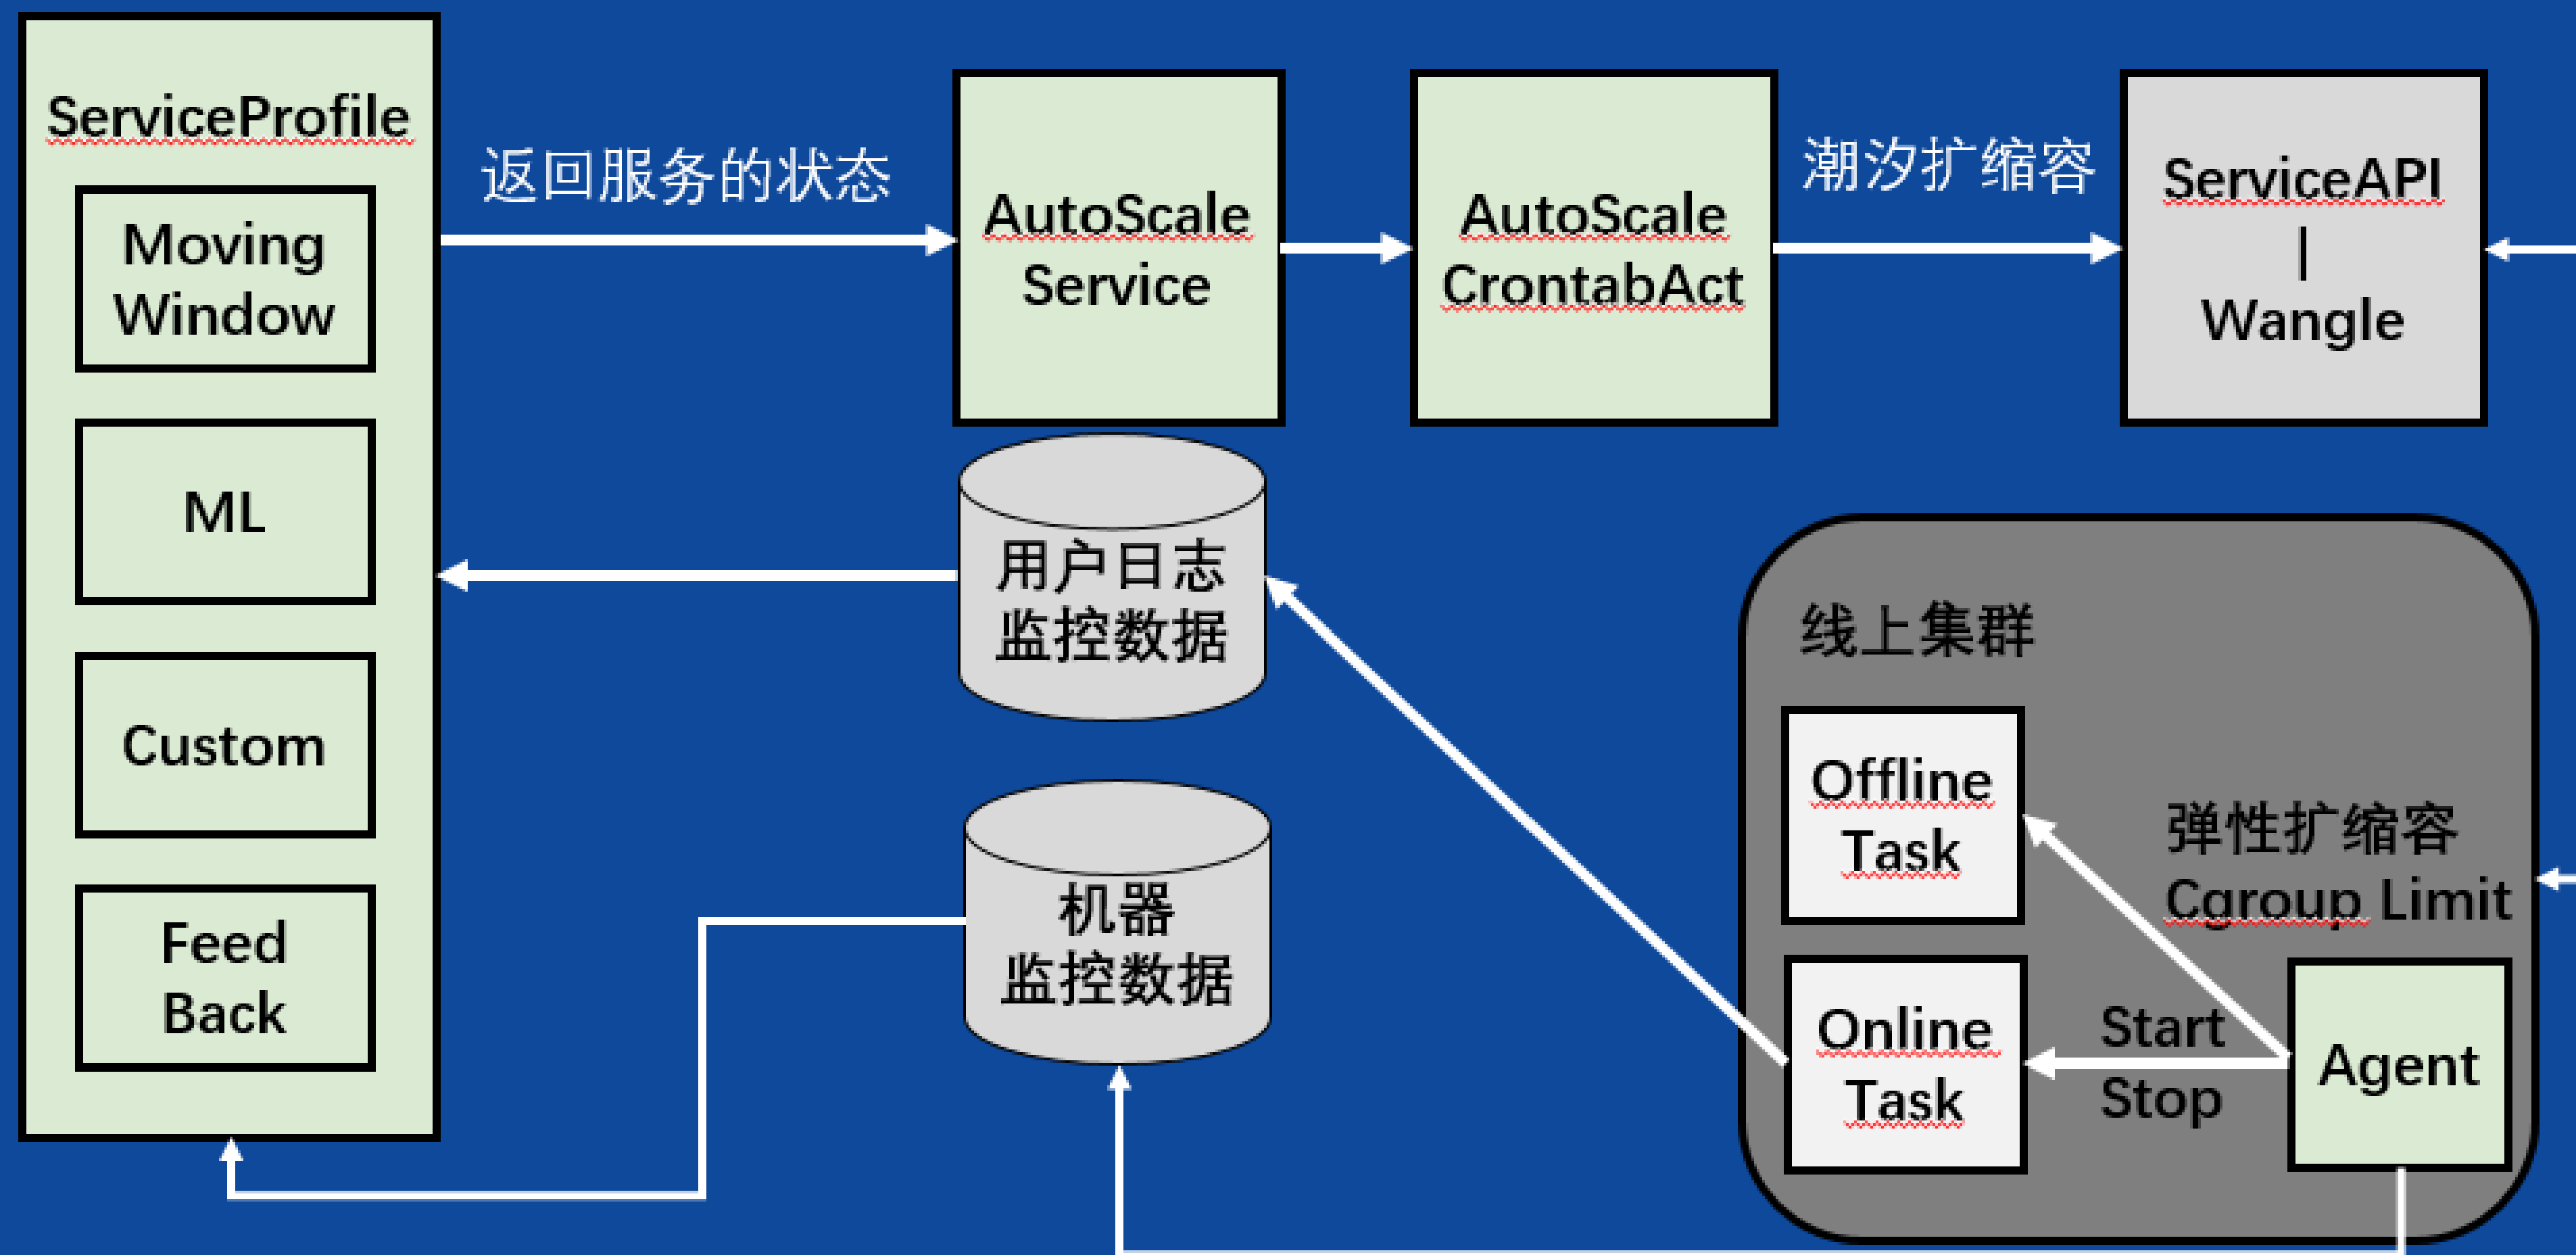 ServiceProfile
Moving
Window
ML
Custom
Feed
Back
返回服务的状态
AutoScale
Service
AutoScale
CrontabAct
潮汐扩缩容
ServiceAPI
|
Wangle
用户日志
监控数据
机器
监控数据
线上集群
Offline
Task
弹性扩缩容
Cgroup Limit
Online
Task
Start
Stop
Agent